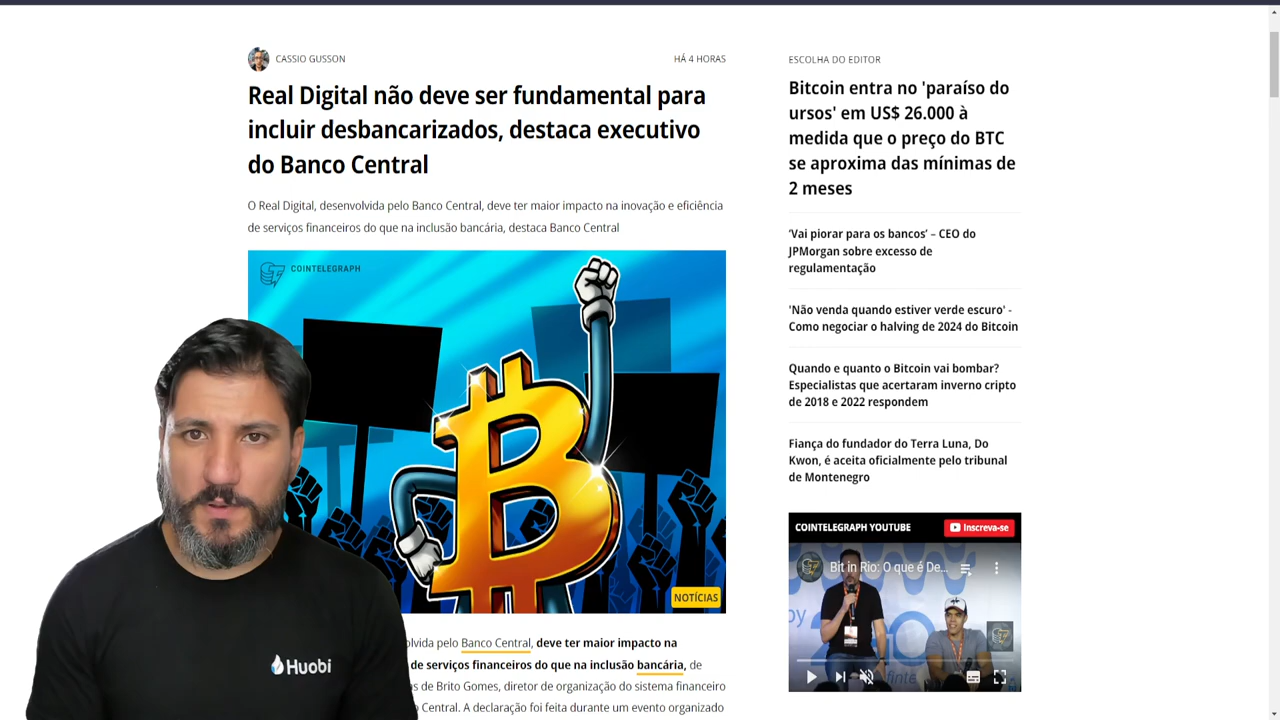 CASSIO GUSSON
HÁ 4 HORAS
Real Digital não deve ser fundamental para
incluir desbancarizados, destaca executivo
do Banco Central
O Real Digital, desenvolvida pelo Banco Central, deve ter maior impacto na inovação e eficiência
de serviços financeiros do que na inclusão bancária, destaca Banco Central
COINTELEGRAPH
NOTÍCIAS
pelo Banco Central, deve ter maior impacto na
de serviços financeiros do que na inclusão bancária, de
de Brito Gomes, diretor de organização do sistema financeiro
Central. A declaração foi feita durante um evento organizado
Huobi
ESCOLHA DO EDITOR
Bitcoin entra no 'paraíso do
ursos' em US$ 26.000 à
medida que o preço do BTC
se aproxima das mínimas de
2 meses
‘Vai piorar para os bancos’ – CEO do
JPMorgan sobre excesso de
regulamentação
'Não venda quando estiver verde escuro' -
Como negociar o halving de 2024 do Bitcoin
Quando e quanto o Bitcoin vai bombar?
Especialistas que acertaram inverno cripto
de 2018 e 2022 respondem
Fiança do fundador do Terra Luna, Do
Kwon, é aceita oficialmente pelo tribunal
de Montenegro
COINTELEGRAPH YOUTUBE
Inscreva-se
Bit in Rio: O que é De...